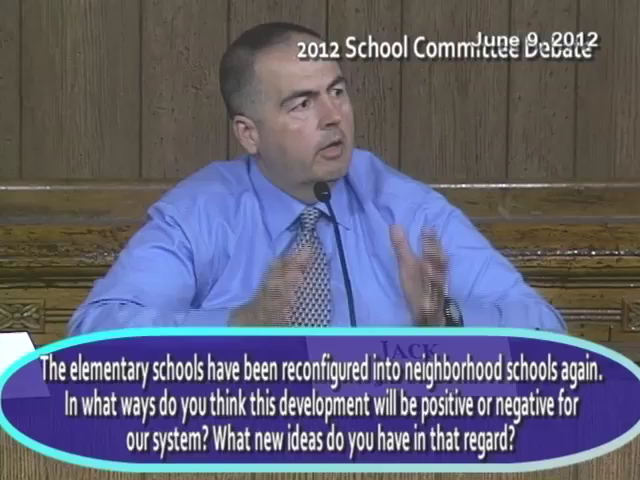 June 9, 2012
2012 School Committee Debate
JACK
The elementary schools have been reconfigured into neighborhood schools again.
In what ways do you think this development will be positive or negative for
our system? What new ideas do you have in that regard?